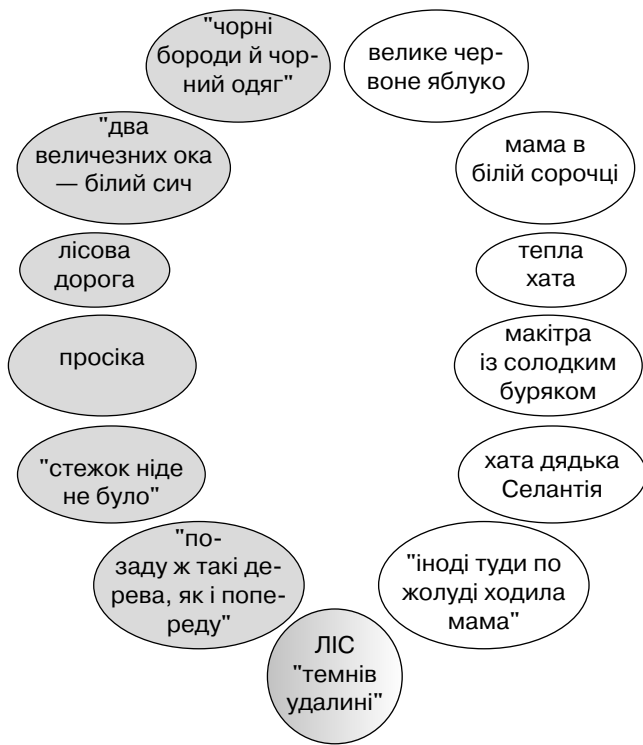 "чорні
бороди й чор-
ний одяг"
велике чер-
воне яблуко
"два
величезних ока
— білий сич
мама в
білій сорочці
лісова
дорога
тепла
хата
просіка
макітра
із солодким
буряком
"стежок ніде
не було"
хата дядька
Селантія
"по-
заду ж такі де-
рева, як і попе-
реду"
"іноді туди по
жолуді ходила
мама"
ЛІС
"темнів
удалині"